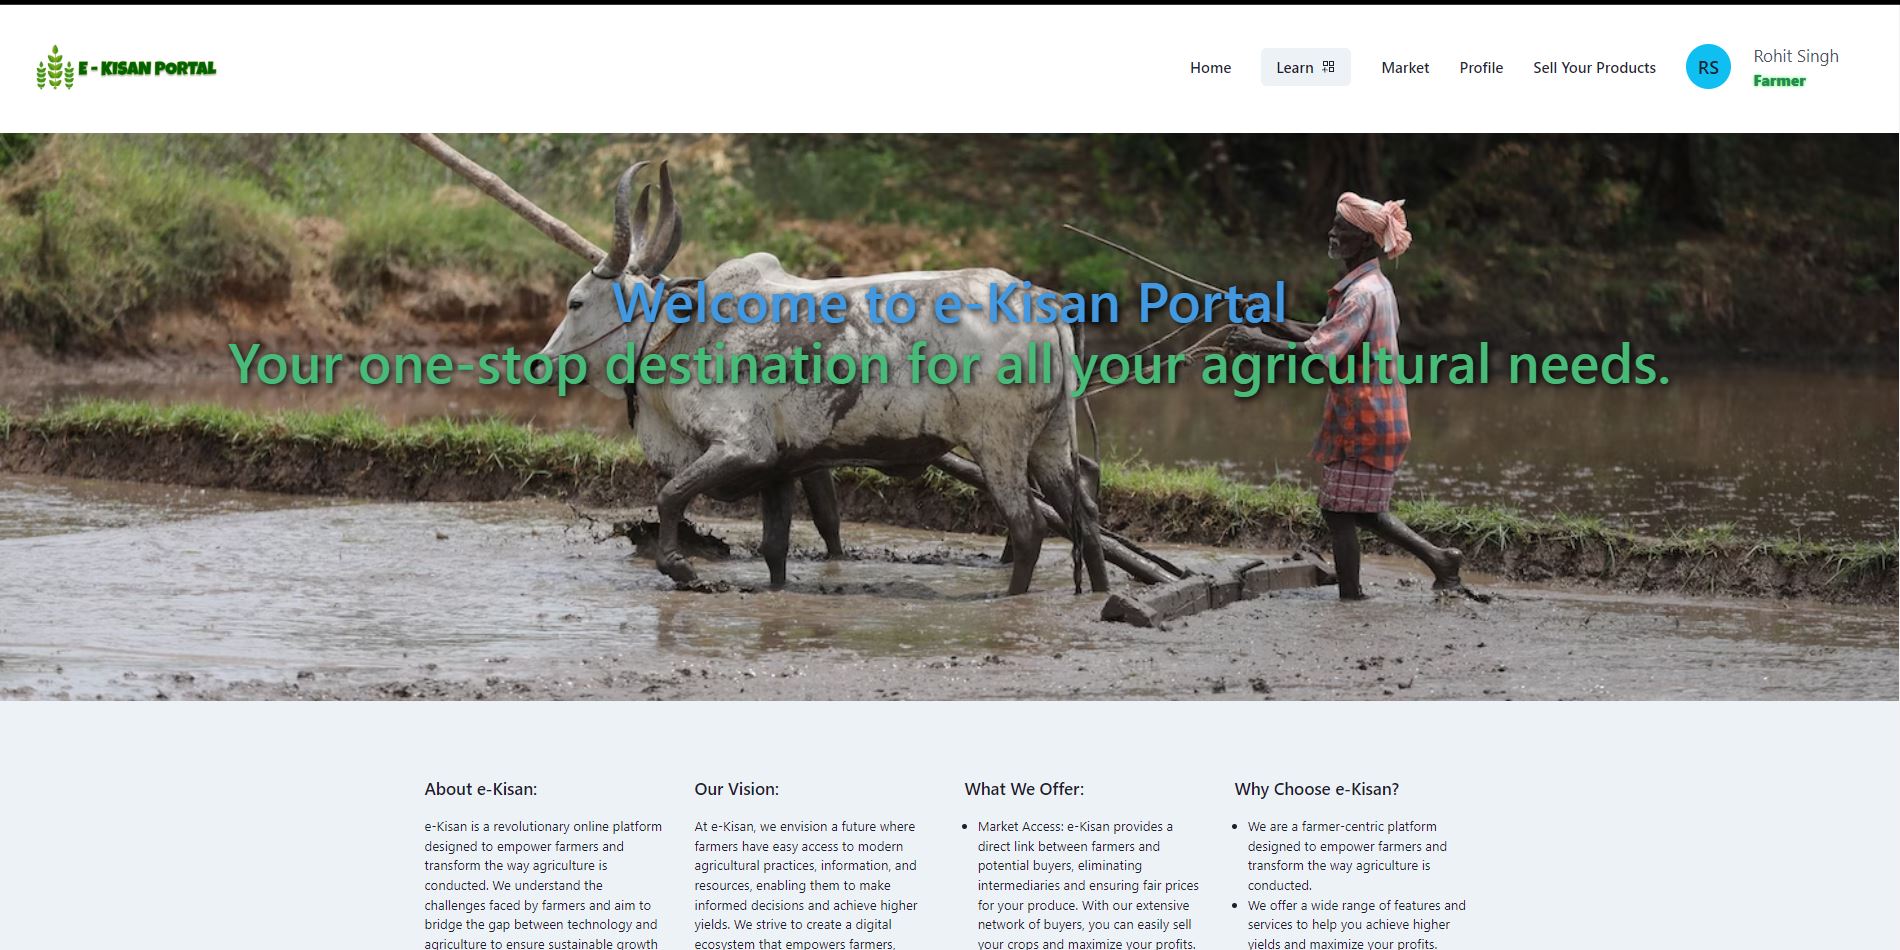 E - KISAN PORTAL
Home
Learn
Market
Profile
Sell Your Products
RS
Rohit Singh
Farmer
Welcome to e-Kisan Portal
Your one-stop destination for all your agricultural needs.
About e-Kisan:
e-Kisan is a revolutionary online platform
designed to empower farmers and
transform the way agriculture is
conducted. We understand the
challenges faced by farmers and aim to
bridge the gap between technology and
agriculture to ensure sustainable growth
Our Vision:
At e-Kisan, we envision a future where
farmers have easy access to modern
agricultural practices, information, and
resources, enabling them to make
informed decisions and achieve higher
yields. We strive to create a digital
ecosystem that empowers farmers,
What We Offer:
• Market Access: e-Kisan provides a
direct link between farmers and
potential buyers, eliminating
intermediaries and ensuring fair prices
for your produce. With our extensive
network of buyers, you can easily sell
your crops and maximize your profits.
Why Choose e-Kisan?
• We are a farmer-centric platform
designed to empower farmers and
transform the way agriculture is
conducted.
• We offer a wide range of features and
services to help you achieve higher
yields and maximize your profits.